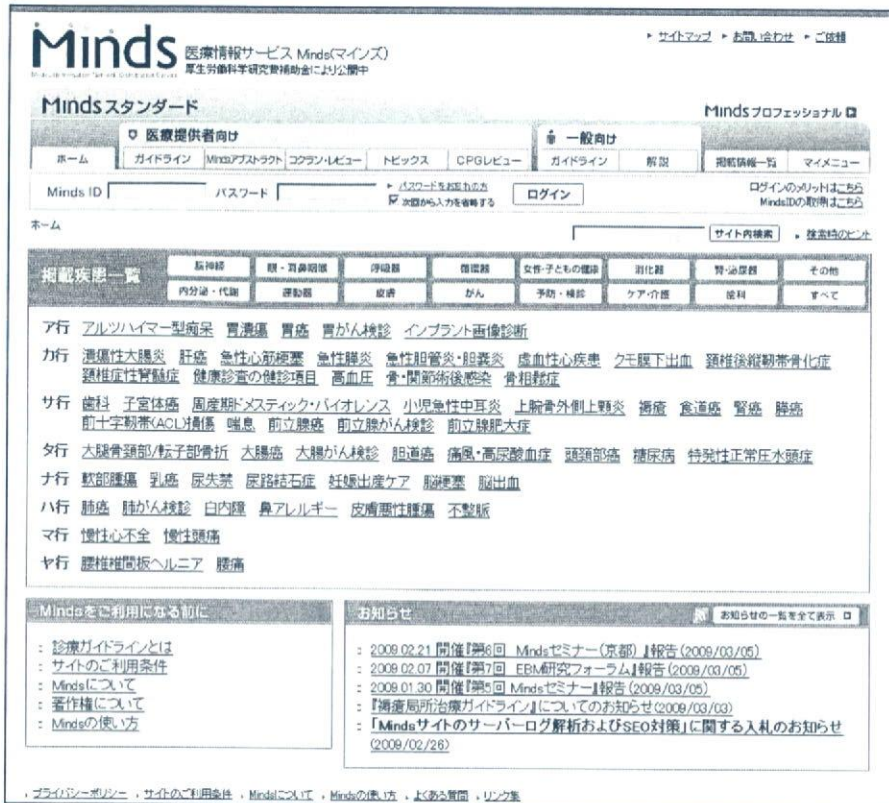 サイトマップ お問い合わせ ご依頼
Minds 医療情報サービス Minds(マインズ)
厚生労働科学研究費補助金により公開中
Mindsスタンダード Mindsプロフェッショナル
医療提供者向け 一般向け
ホーム ガイドライン Mindsアブストラクト コクラン・レビュー トピックス CPGレビュー ガイドライン 解説 掲載情報一覧 マイメニュー
Minds ID パスワード パスワードをお忘れの方 ログイン ログインのメリットはこちら
次回から入力を省略する MindsIDの取得はこちら
ホーム サイト内検索 検索時のヒント
掲載疾患一覧
脳神経 眼・耳鼻咽喉 呼吸器 循環器 女性・子どもの健康 消化器 腎・泌尿器 その他
内分泌・代謝 運動器 皮膚 がん 予防・検診 ケア・介護 歯科 すべて
ア行 アルツハイマー型痴呆 胃潰瘍 胃癌 胃がん検診 インプラント画像診断
カ行 潰瘍性大腸炎 肝癌 急性心筋梗塞 急性膵炎 急性胆管炎・胆嚢炎 虚血性心疾患 クモ膜下出血 頚椎後縦靭帯骨化症
頚椎症性脊髄症 健康診査の健診項目 高血圧 骨・関節術後感染 骨粗鬆症
サ行 歯科 子宮体癌 周産期ドメスティック・バイオレンス 小児急性中耳炎 上腕骨外側上顆炎 褥瘡 食道癌 腎癌 膵癌
前十字靭帯(ACL)損傷 喘息 前立腺癌 前立腺がん検診 前立腺肥大症
タ行 大腿骨頚部/転子部骨折 大腸癌 大腸がん検診 胆道癌 痛風・高尿酸血症 頭頚部癌 糖尿病 特発性正常圧水頭症
ナ行 軟部腫瘍 乳癌 尿失禁 尿路結石症 妊娠出産ケア 脳梗塞 脳出血
ハ行 肺癌 肺がん検診 白内障 鼻アレルギー 皮膚悪性腫瘍 不整脈
マ行 慢性心不全 慢性頭痛
ヤ行 腰椎椎間板ヘルニア 腰痛
Mindsをご利用になる前に
: 診療ガイドラインとは
: サイトのご利用条件
: Mindsについて
: 著作権について
: Mindsの使い方
お知らせ お知らせの一覧を全て表示
: 2009.02.21 開催『第6回 Mindsセミナー(京都)』報告(2009/03/05)
: 2009.02.07 開催『第7回 EBM研究フォーラム』報告(2009/03/05)
: 2009.01.30 開催『第5回 Mindsセミナー』報告(2009/03/05)
: 『褥瘡局所治療ガイドライン』についてのお知らせ(2009/03/03)
: 「Mindsサイトのサーバーログ解析およびSEO対策」に関する入札のお知らせ
(2009/02/26)
プライバシーポリシー サイトのご利用条件 Mindsについて Mindsの使い方 よくある質問 リンク集